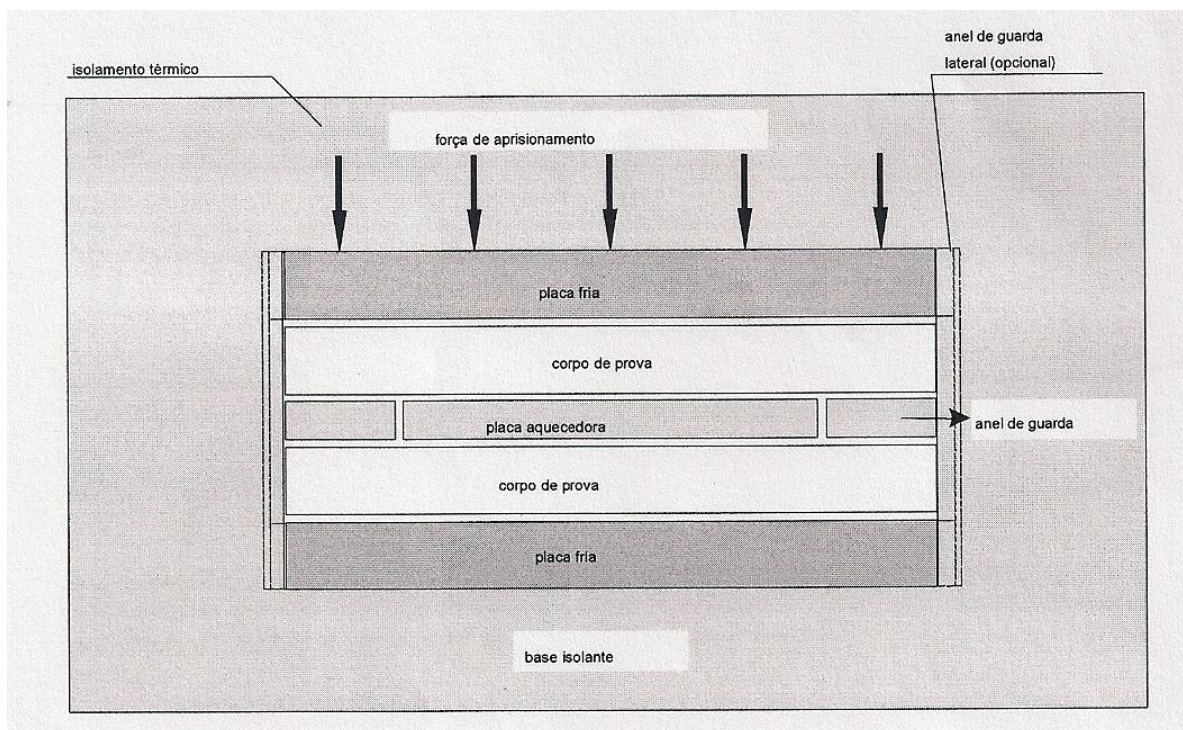 anel de guarda
lateral (opcional)
isolamento térmico
força de aprisionamento
placa fria
corpo de prova
placa aquecedora
anel de guarda
corpo de prova
placa fria
base isolante